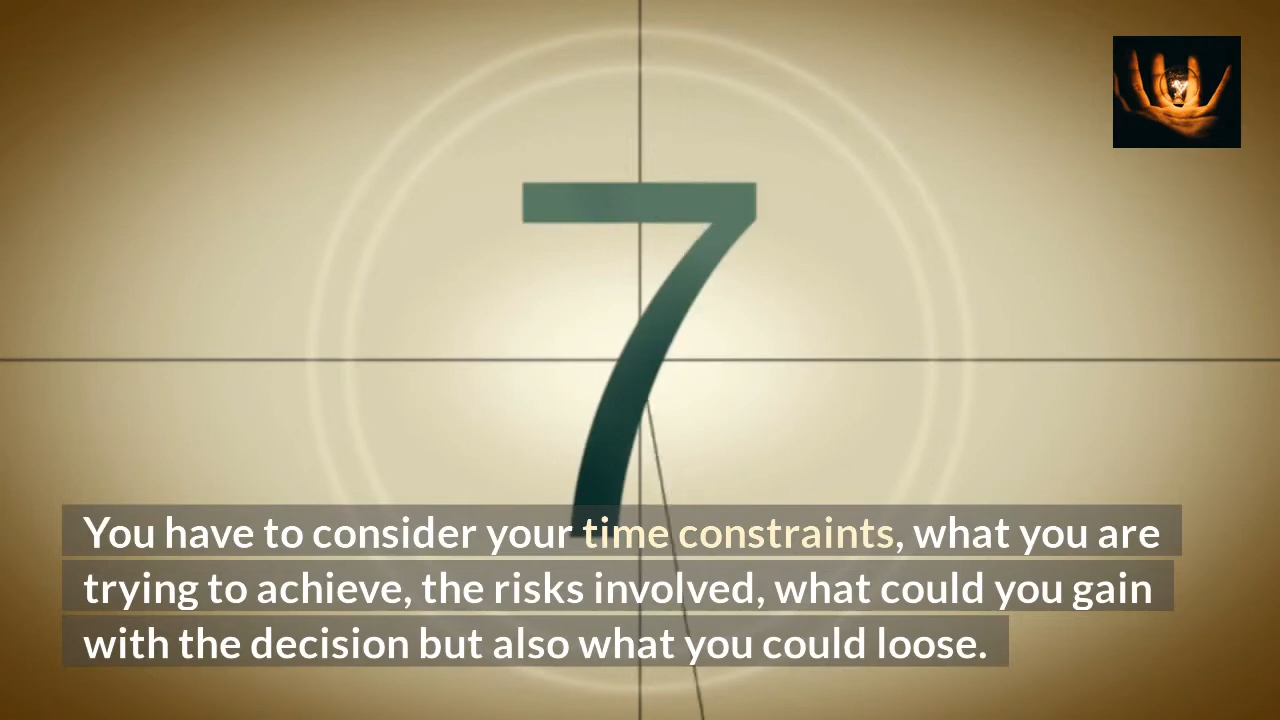 7
You have to consider your time constraints, what you are
trying to achieve, the risks involved, what could you gain
with the decision but also what you could loose.